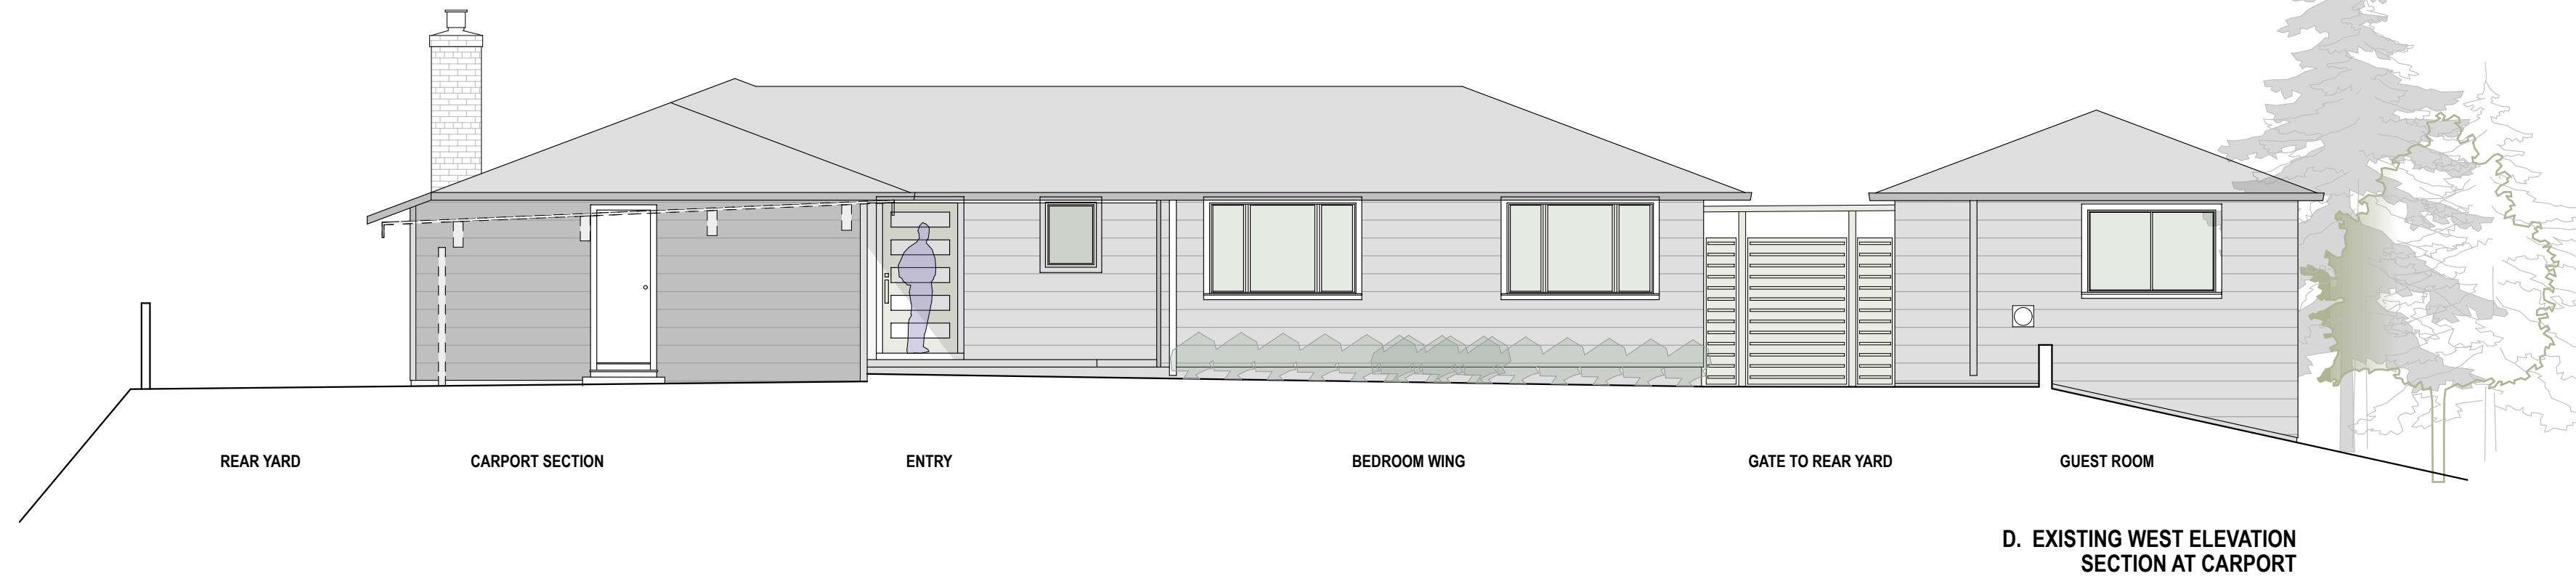 REAR YARD
CARPORT SECTION
ENTRY
BEDROOM WING
GATE TO REAR YARD
GUEST ROOM
D. EXISTING WEST ELEVATION
SECTION AT CARPORT